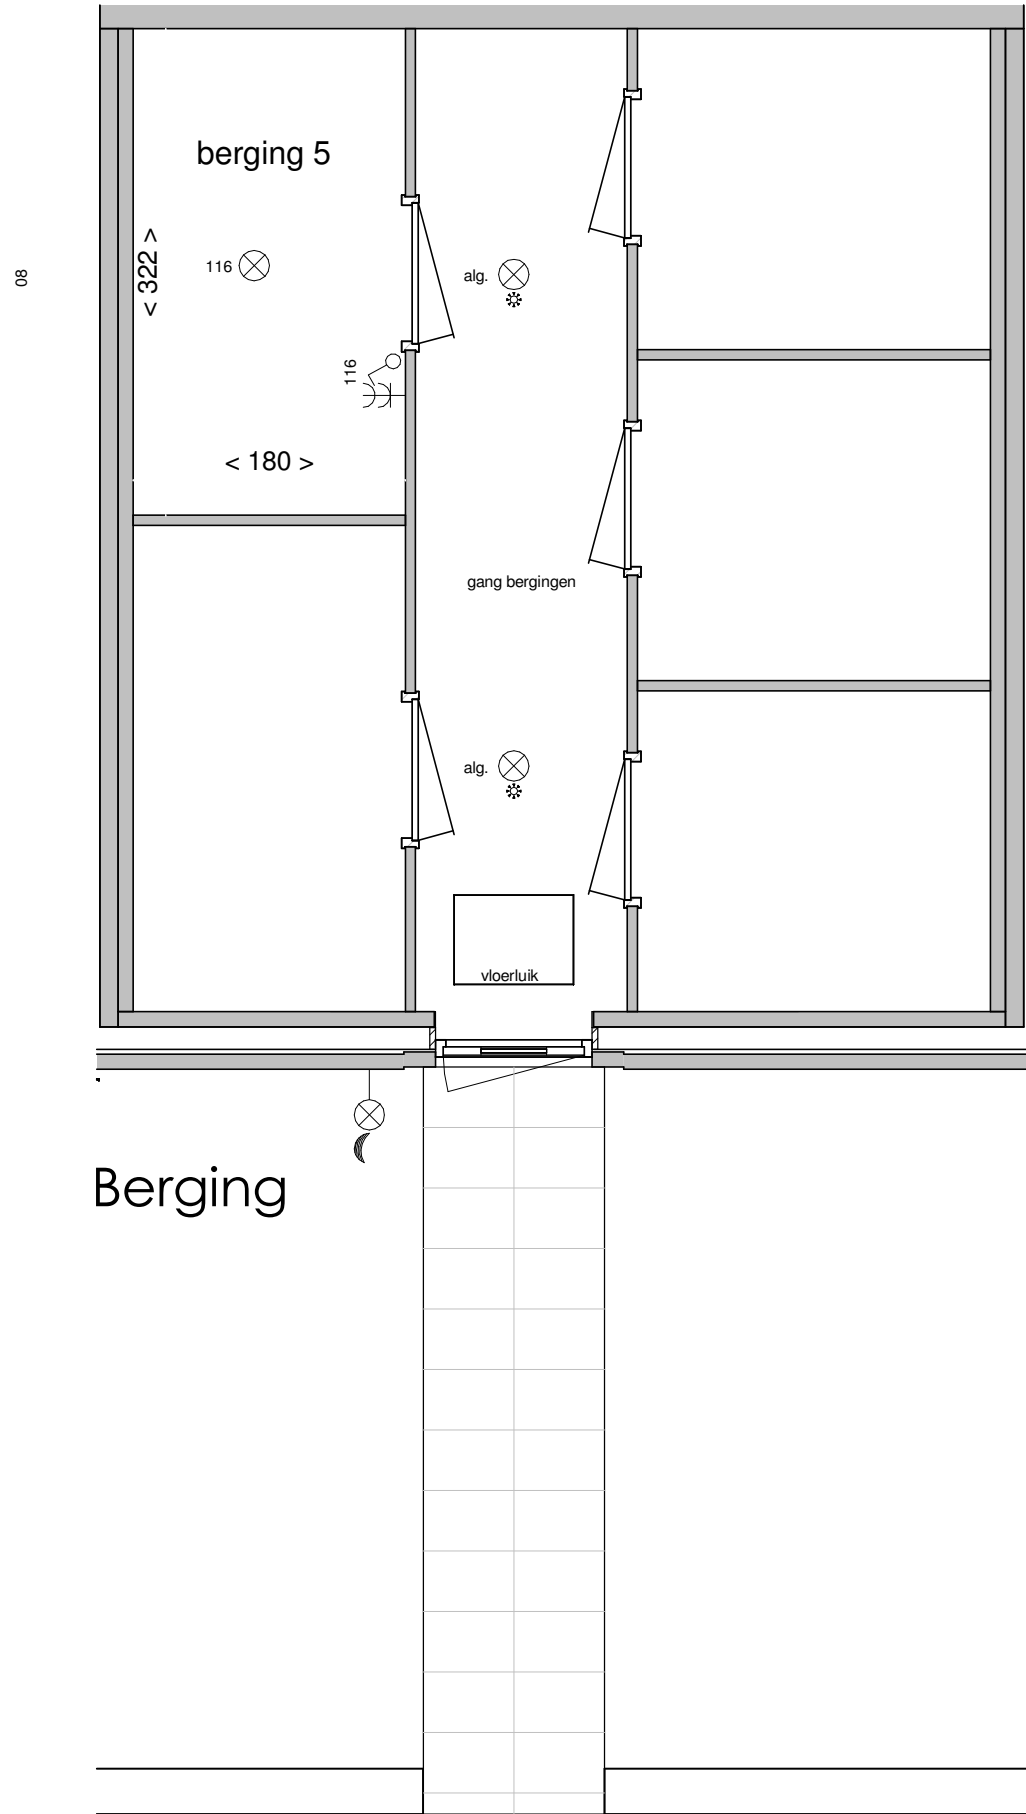 berging 5
< 322 >
116
alg.
08
116
< 180 >
gang bergingen
alg.
vloerluik
Berging